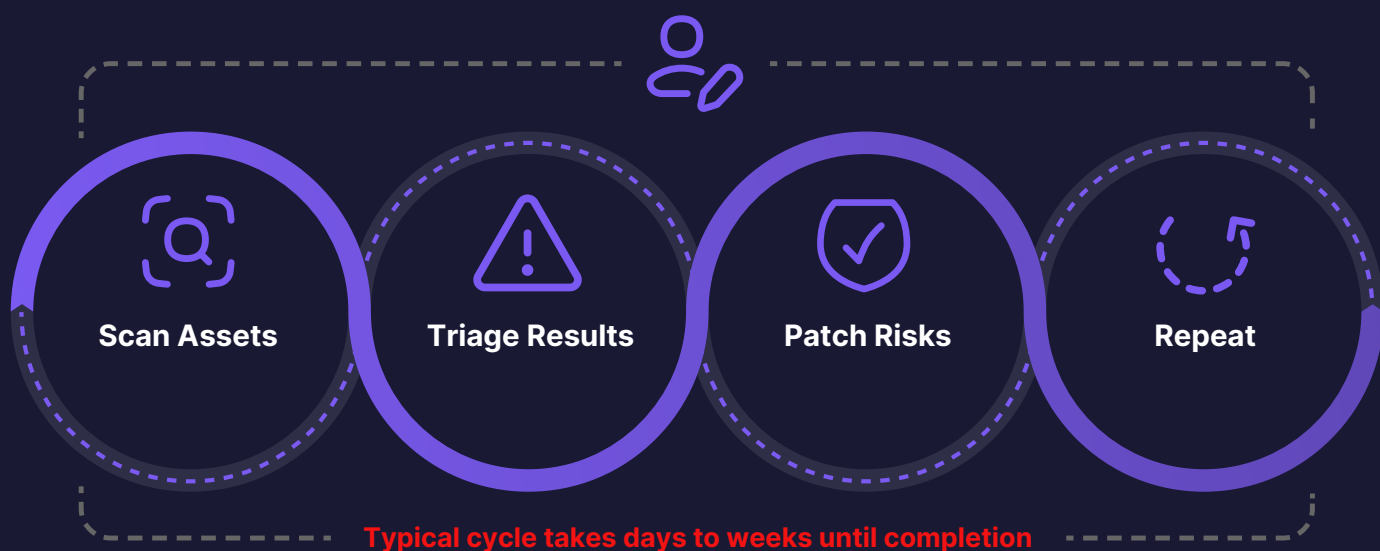 Scan Assets
Triage Results
Patch Risks
Repeat
Typical cycle takes days to weeks until completion